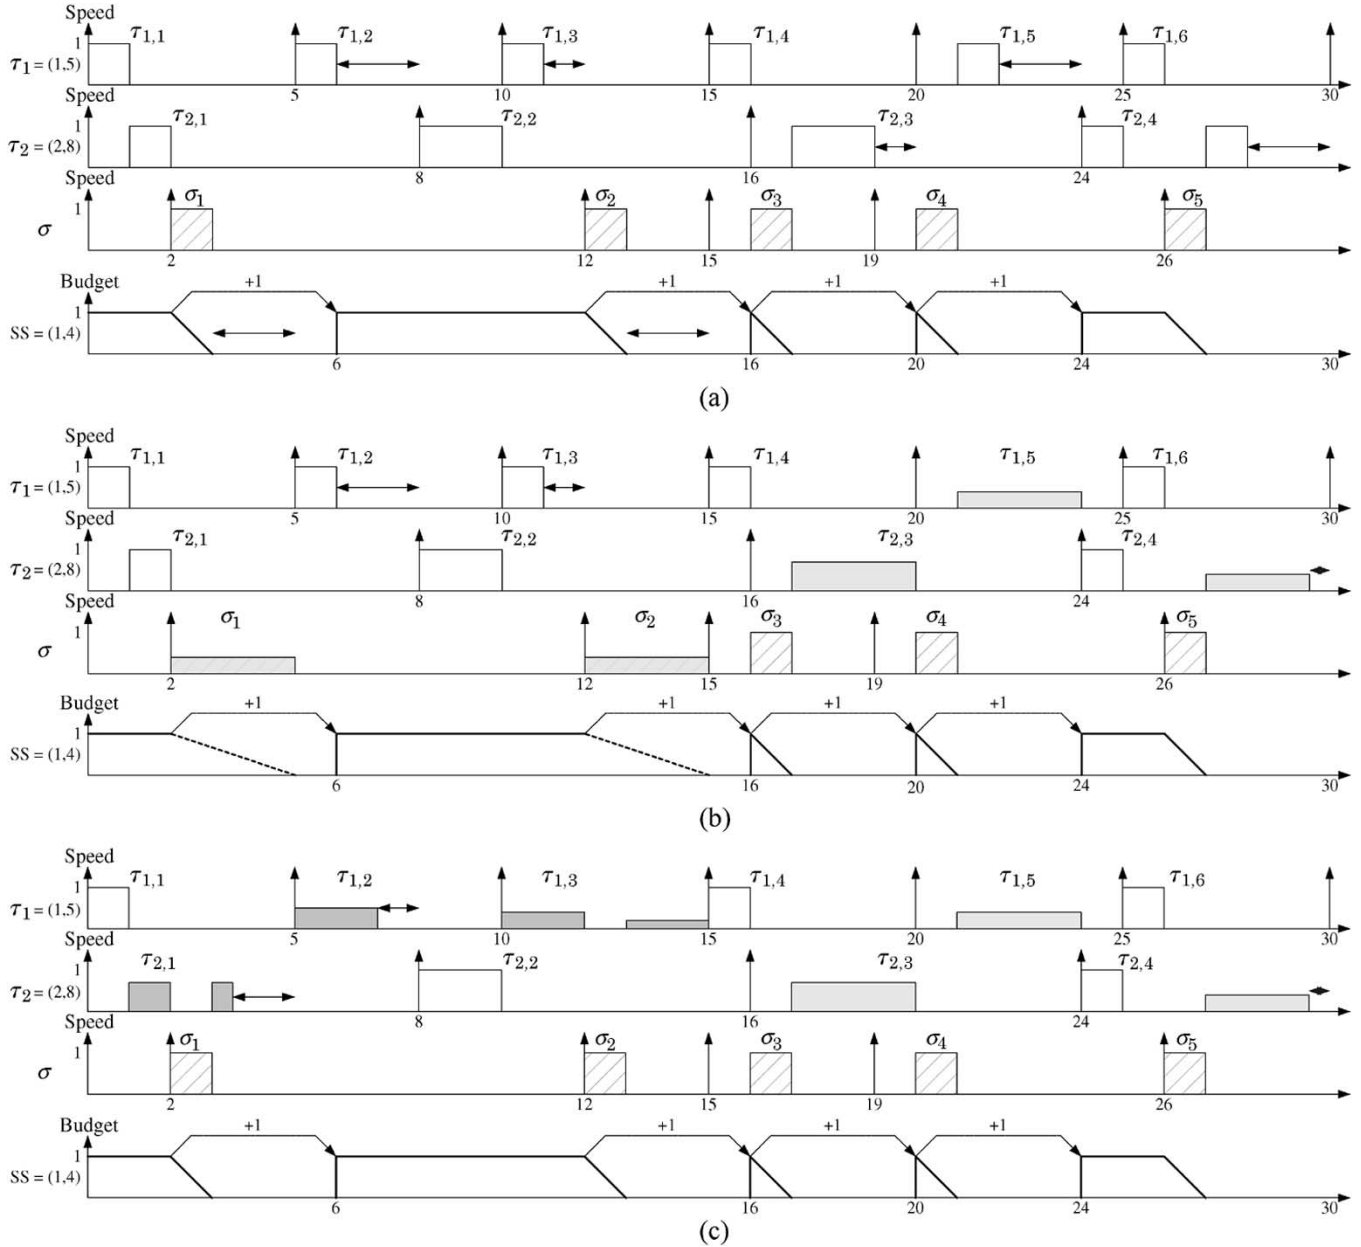 Speed
1 τ1,1 τ1,2 τ1,3 τ1,4 τ1,5 τ1,6
τ1 = (1,5)
5 10 15 20 25 30
Speed
1 τ2,1 τ2,2 τ2,3 τ2,4
τ2 = (2,8)
8 16 24
Speed
1 σ1 σ2 σ3 σ4 σ5
σ
2 12 15 19 26
Budget +1 +1 +1 +1
1
SS = (1,4)
6 16 20 24 30
(a)
Speed
1 τ1,1 τ1,2 τ1,3 τ1,4 τ1,5 τ1,6
τ1 = (1,5)
5 10 15 20 25 30
Speed
1 τ2,1 τ2,2 τ2,3 τ2,4
τ2 = (2,8)
8 16 24
Speed
1 σ1 σ2 σ3 σ4 σ5
σ
2 12 15 19 26
Budget +1 +1 +1 +1
1
SS = (1,4)
6 16 20 24 30
(b)
Speed
1 τ1,1 τ1,2 τ1,3 τ1,4 τ1,5 τ1,6
τ1 = (1,5)
5 10 15 20 25 30
Speed
1 τ2,1 τ2,2 τ2,3 τ2,4
τ2 = (2,8)
8 16 24
Speed
1 σ1 σ2 σ3 σ4 σ5
σ
2 12 15 19 26
Budget +1 +1 +1 +1
1
SS = (1,4)
6 16 20 24 30
(c)